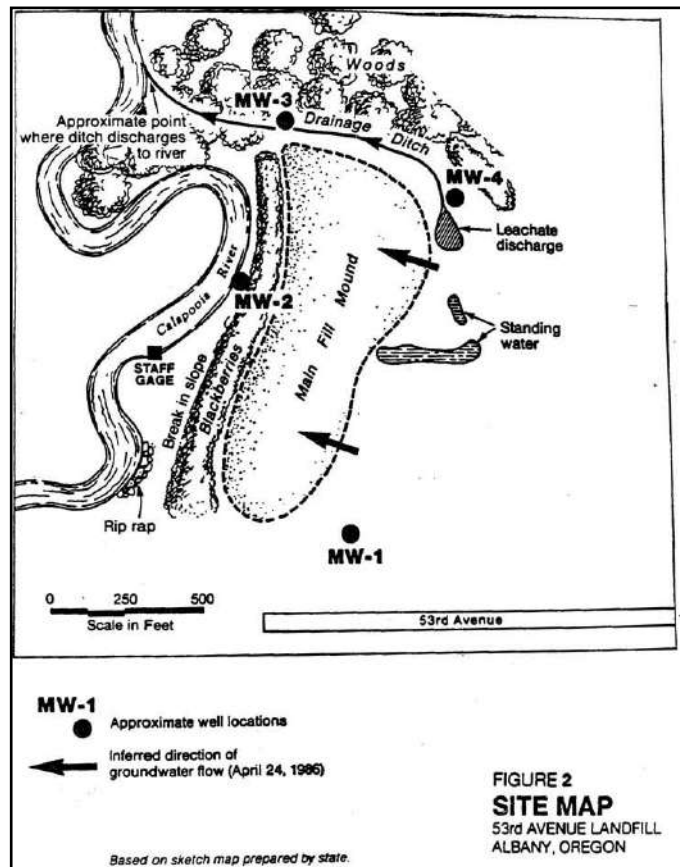 Woods
MW-3
Approximate point
where ditch discharges
to river
Drainage
Ditch
MW-4
Leachate
discharge
Calapooia River
MW-2
Main Fill Mound
Standing
water
STAFF
GAGE
Break in slope
Blackberries
Rip rap
MW-1
0 250 500
Scale in Feet
53rd Avenue
MW-1
Approximate well locations
Inferred direction of
groundwater flow (April 24, 1986)
FIGURE 2
SITE MAP
53rd AVENUE LANDFILL
ALBANY, OREGON
Based on sketch map prepared by state.